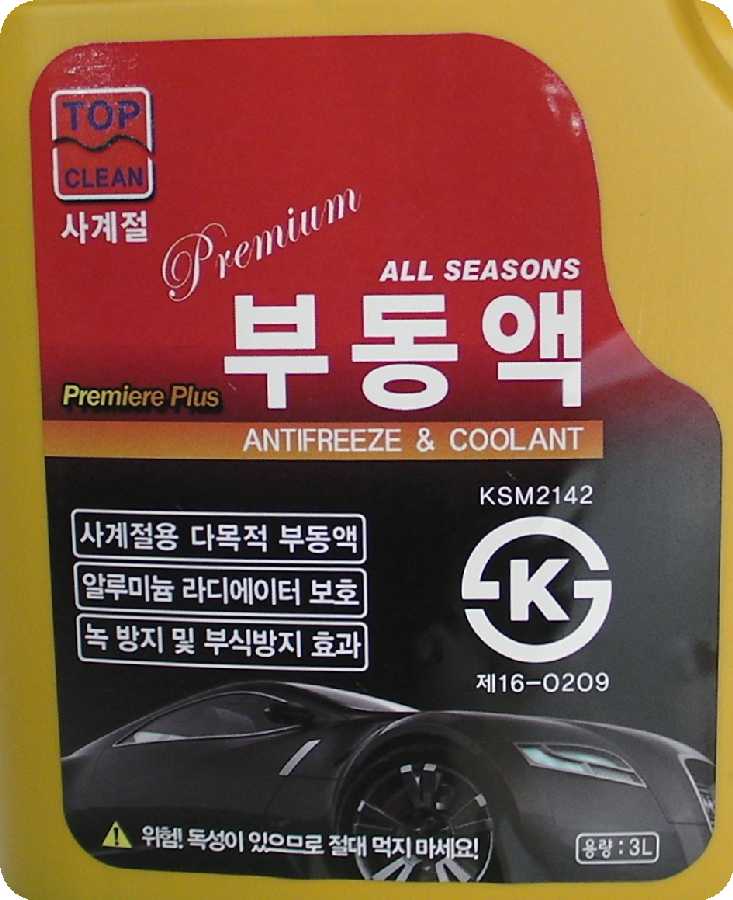 TOP
CLEAN
사계절
Premium
ALL SEASONS
부동액
Premiere Plus
ANTIFREEZE & COOLANT
KSM2142
K
제16-0209
사계절용 다목적 부동액
알루미늄 라디에이터 보호
녹 방지 및 부식방지 효과
위험! 독성이 있으므로 절대 먹지 마세요!
용량 : 3L